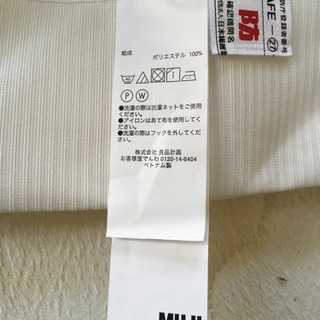 組成 ポリエステル 100%
P W
●洗濯の際は洗濯ネットをご使用
ください。
●アイロンはあて布を使用してく
ださい。
●洗濯の際はフックを外してくだ
さい。
株式会社 良品計画
お客様室でんわ 0120-14-6404
ベトナム製
MUJI
防炎